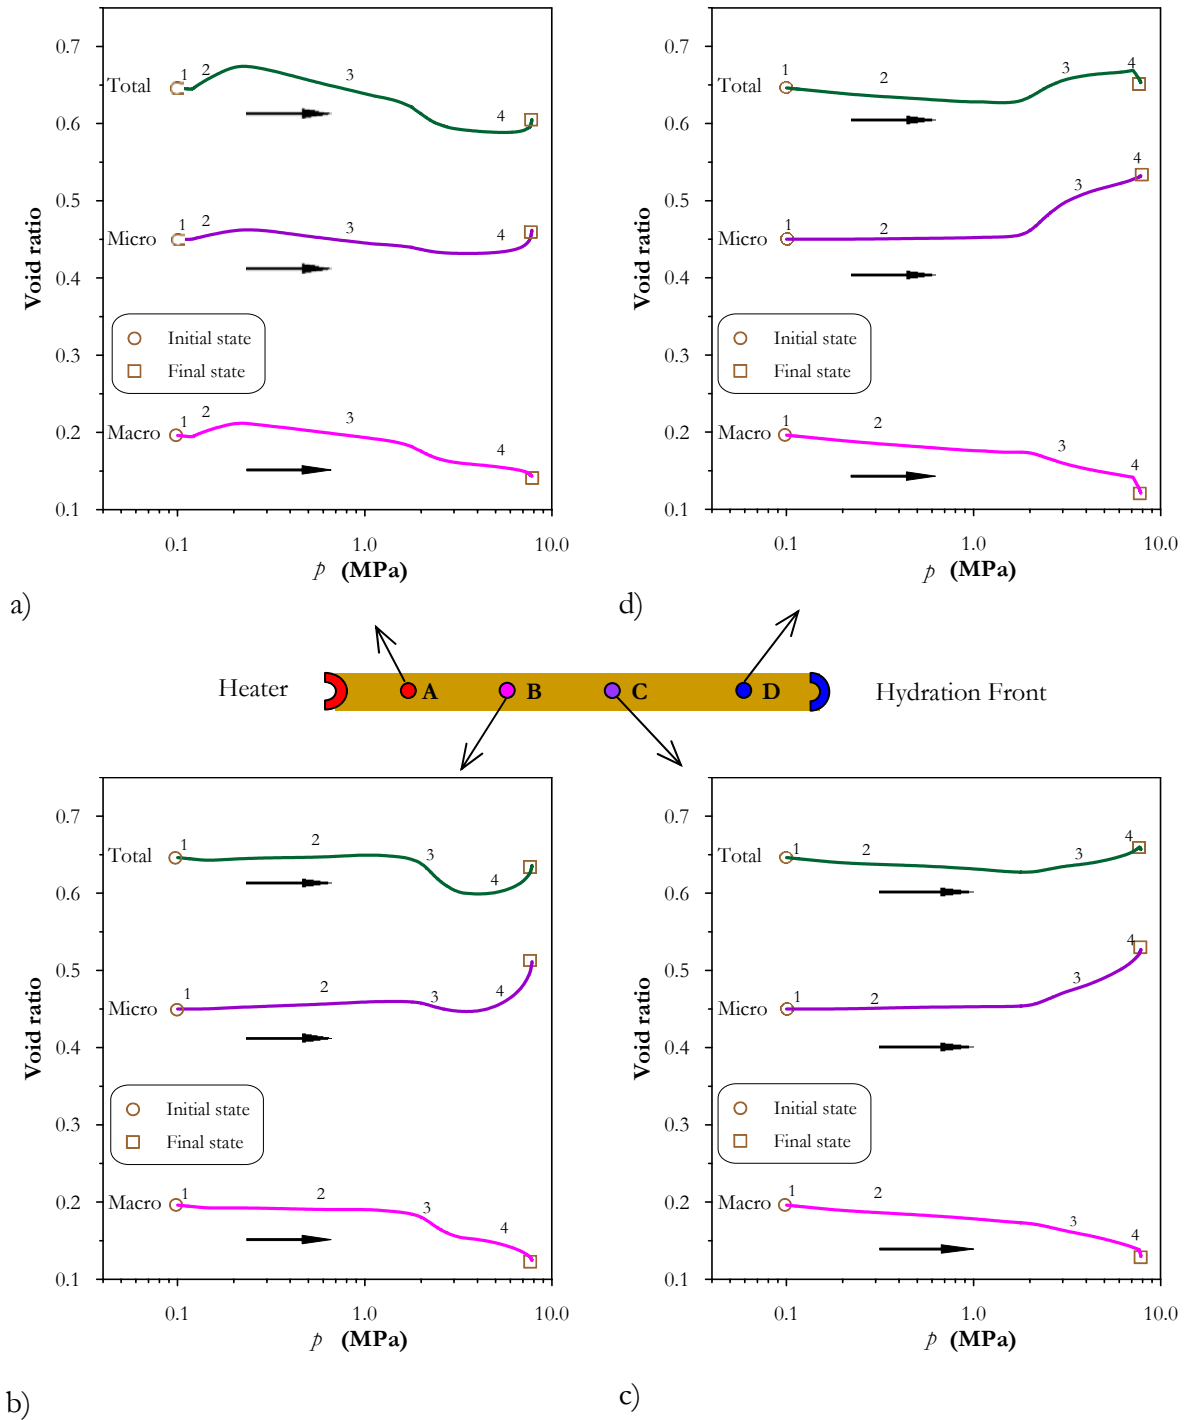 0.7
Total
1
2
3
4
0.6
0.5
Micro
1
2
3
4
0.4
Void ratio
Initial state
Final state
0.3
0.2
Macro
1
2
3
4
0.1
0.1 1.0 10.0
p (MPa)
a)
0.7
Total
1
2
3
4
0.6
0.5
Micro
1
2
3
4
0.4
Void ratio
Initial state
Final state
0.3
0.2
Macro
1
2
3
4
0.1
0.1 1.0 10.0
p (MPa)
d)
Heater A B C D Hydration Front
0.7
Total
1
2
3
4
0.6
0.5
Micro
1
2
3
4
0.4
Void ratio
Initial state
Final state
0.3
0.2
Macro
1
2
3
4
0.1
0.1 1.0 10.0
p (MPa)
b)
0.7
Total
1
2
3
4
0.6
0.5
Micro
1
2
3
4
0.4
Void ratio
Initial state
Final state
0.3
0.2
Macro
1
2
3
4
0.1
0.1 1.0 10.0
p (MPa)
c)